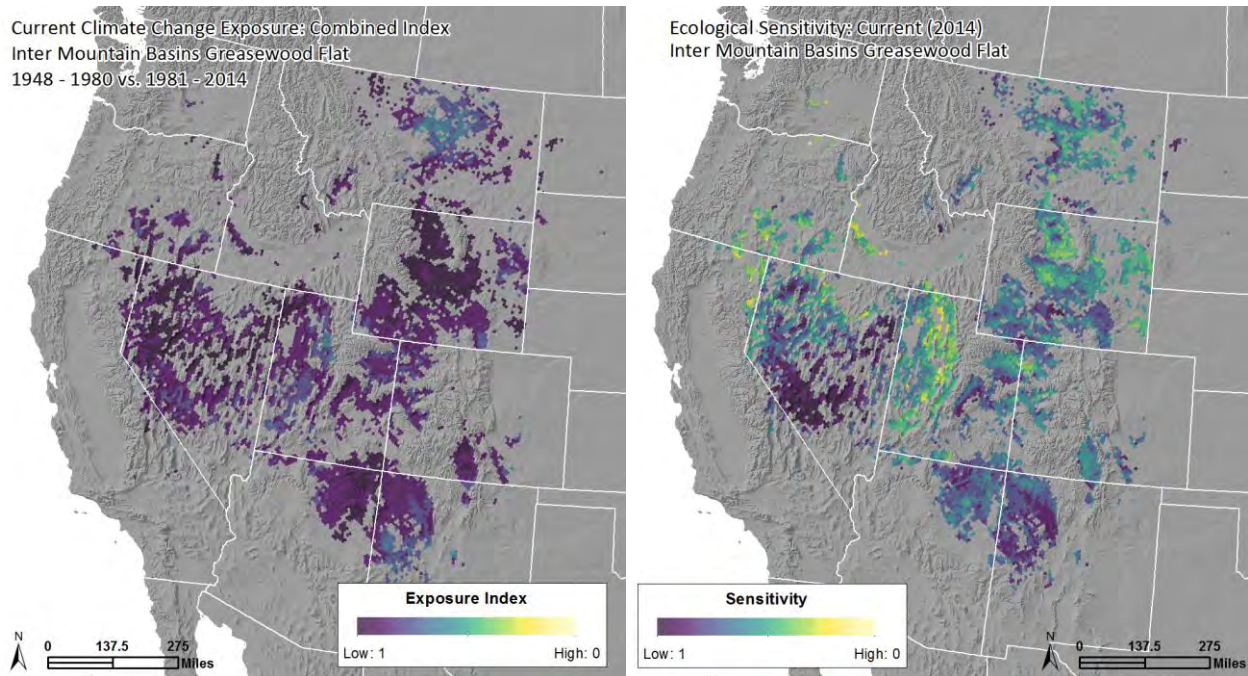 Current Climate Change Exposure: Combined Index
Inter Mountain Basins Greasewood Flat
1948 - 1980 vs. 1981 - 2014
Exposure Index
Low: 1 High: 0
N
0 137.5 275
Miles
Ecological Sensitivity: Current (2014)
Inter Mountain Basins Greasewood Flat
Sensitivity
Low: 1 High: 0
N
0 137.5 275
Miles